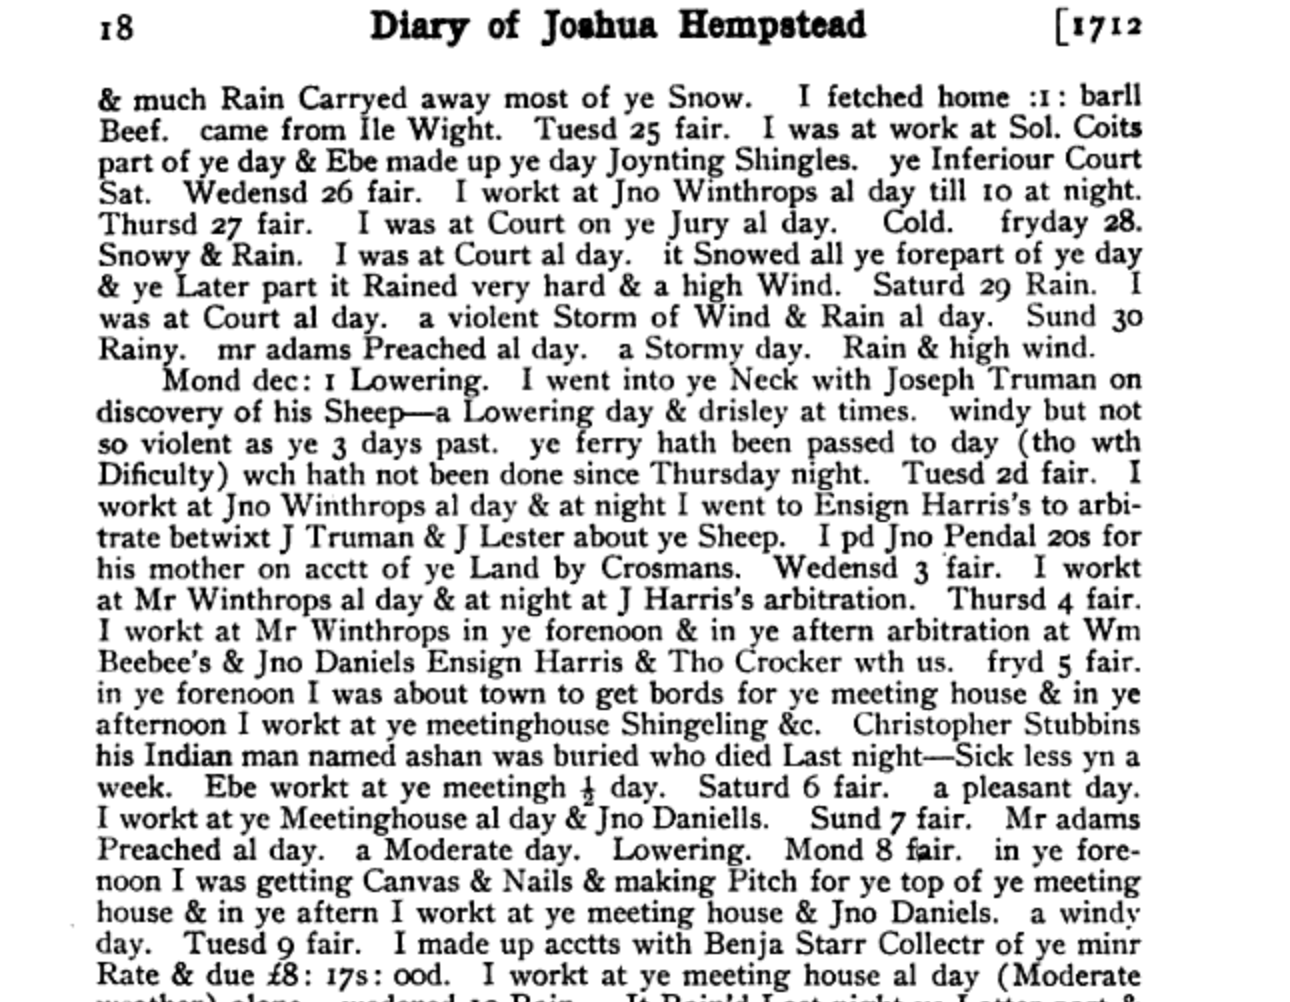 18 Diary of Joshua Hempstead [1712
& much Rain Carryed away most of ye Snow. I fetched home :1: barll
Beef. came from Ile Wight. Tuesd 25 fair. I was at work at Sol. Coits
part of ye day & Ebe made up ye day Joynting Shingles. ye Inferiour Court
Sat. Wedensd 26 fair. I workt at Jno Winthrops al day till 10 at night.
Thursd 27 fair. I was at Court on ye Jury al day. Cold. fryday 28.
Snowy & Rain. I was at Court al day. it Snowed all ye forepart of ye day
& ye Later part it Rained very hard & a high Wind. Saturd 29 Rain. I
was at Court al day. a violent Storm of Wind & Rain al day. Sund 30
Rainy. mr adams Preached al day. a Stormy day. Rain & high wind.
Mond dec: 1 Lowering. I went into ye Neck with Joseph Truman on
discovery of his Sheep—a Lowering day & drisley at times. windy but not
so violent as ye 3 days past. ye ferry hath been passed to day (tho wth
Dificulty) wch hath not been done since Thursday night. Tuesd 2d fair. I
workt at Jno Winthrops al day & at night I went to Ensign Harris's to arbi-
trate betwixt J Truman & J Lester about ye Sheep. I pd Jno Pendal 20s for
his mother on acctt of ye Land by Crosmans. Wedensd 3 fair. I workt
at Mr Winthrops al day & at night at J Harris's arbitration. Thursd 4 fair.
I workt at Mr Winthrops in ye forenoon & in ye aftern arbitration at Wm
Beebee's & Jno Daniels Ensign Harris & Tho Crocker wth us. fryd 5 fair.
in ye forenoon I was about town to get bords for ye meeting house & in ye
afternoon I workt at ye meetinghouse Shingeling &c. Christopher Stubbins
his Indian man named ashan was buried who died Last night—Sick less yn a
week. Ebe workt at ye meetingh ½ day. Saturd 6 fair. a pleasant day.
I workt at ye Meetinghouse al day & Jno Daniells. Sund 7 fair. Mr adams
Preached al day. a Moderate day. Lowering. Mond 8 fair. in ye fore-
noon I was getting Canvas & Nails & making Pitch for ye top of ye meeting
house & in ye aftern I workt at ye meeting house & Jno Daniels. a windy
day. Tuesd 9 fair. I made up acctts with Benja Starr Collectr of ye minr
Rate & due £8: 17s: 00d. I workt at ye meeting house al day (Moderate